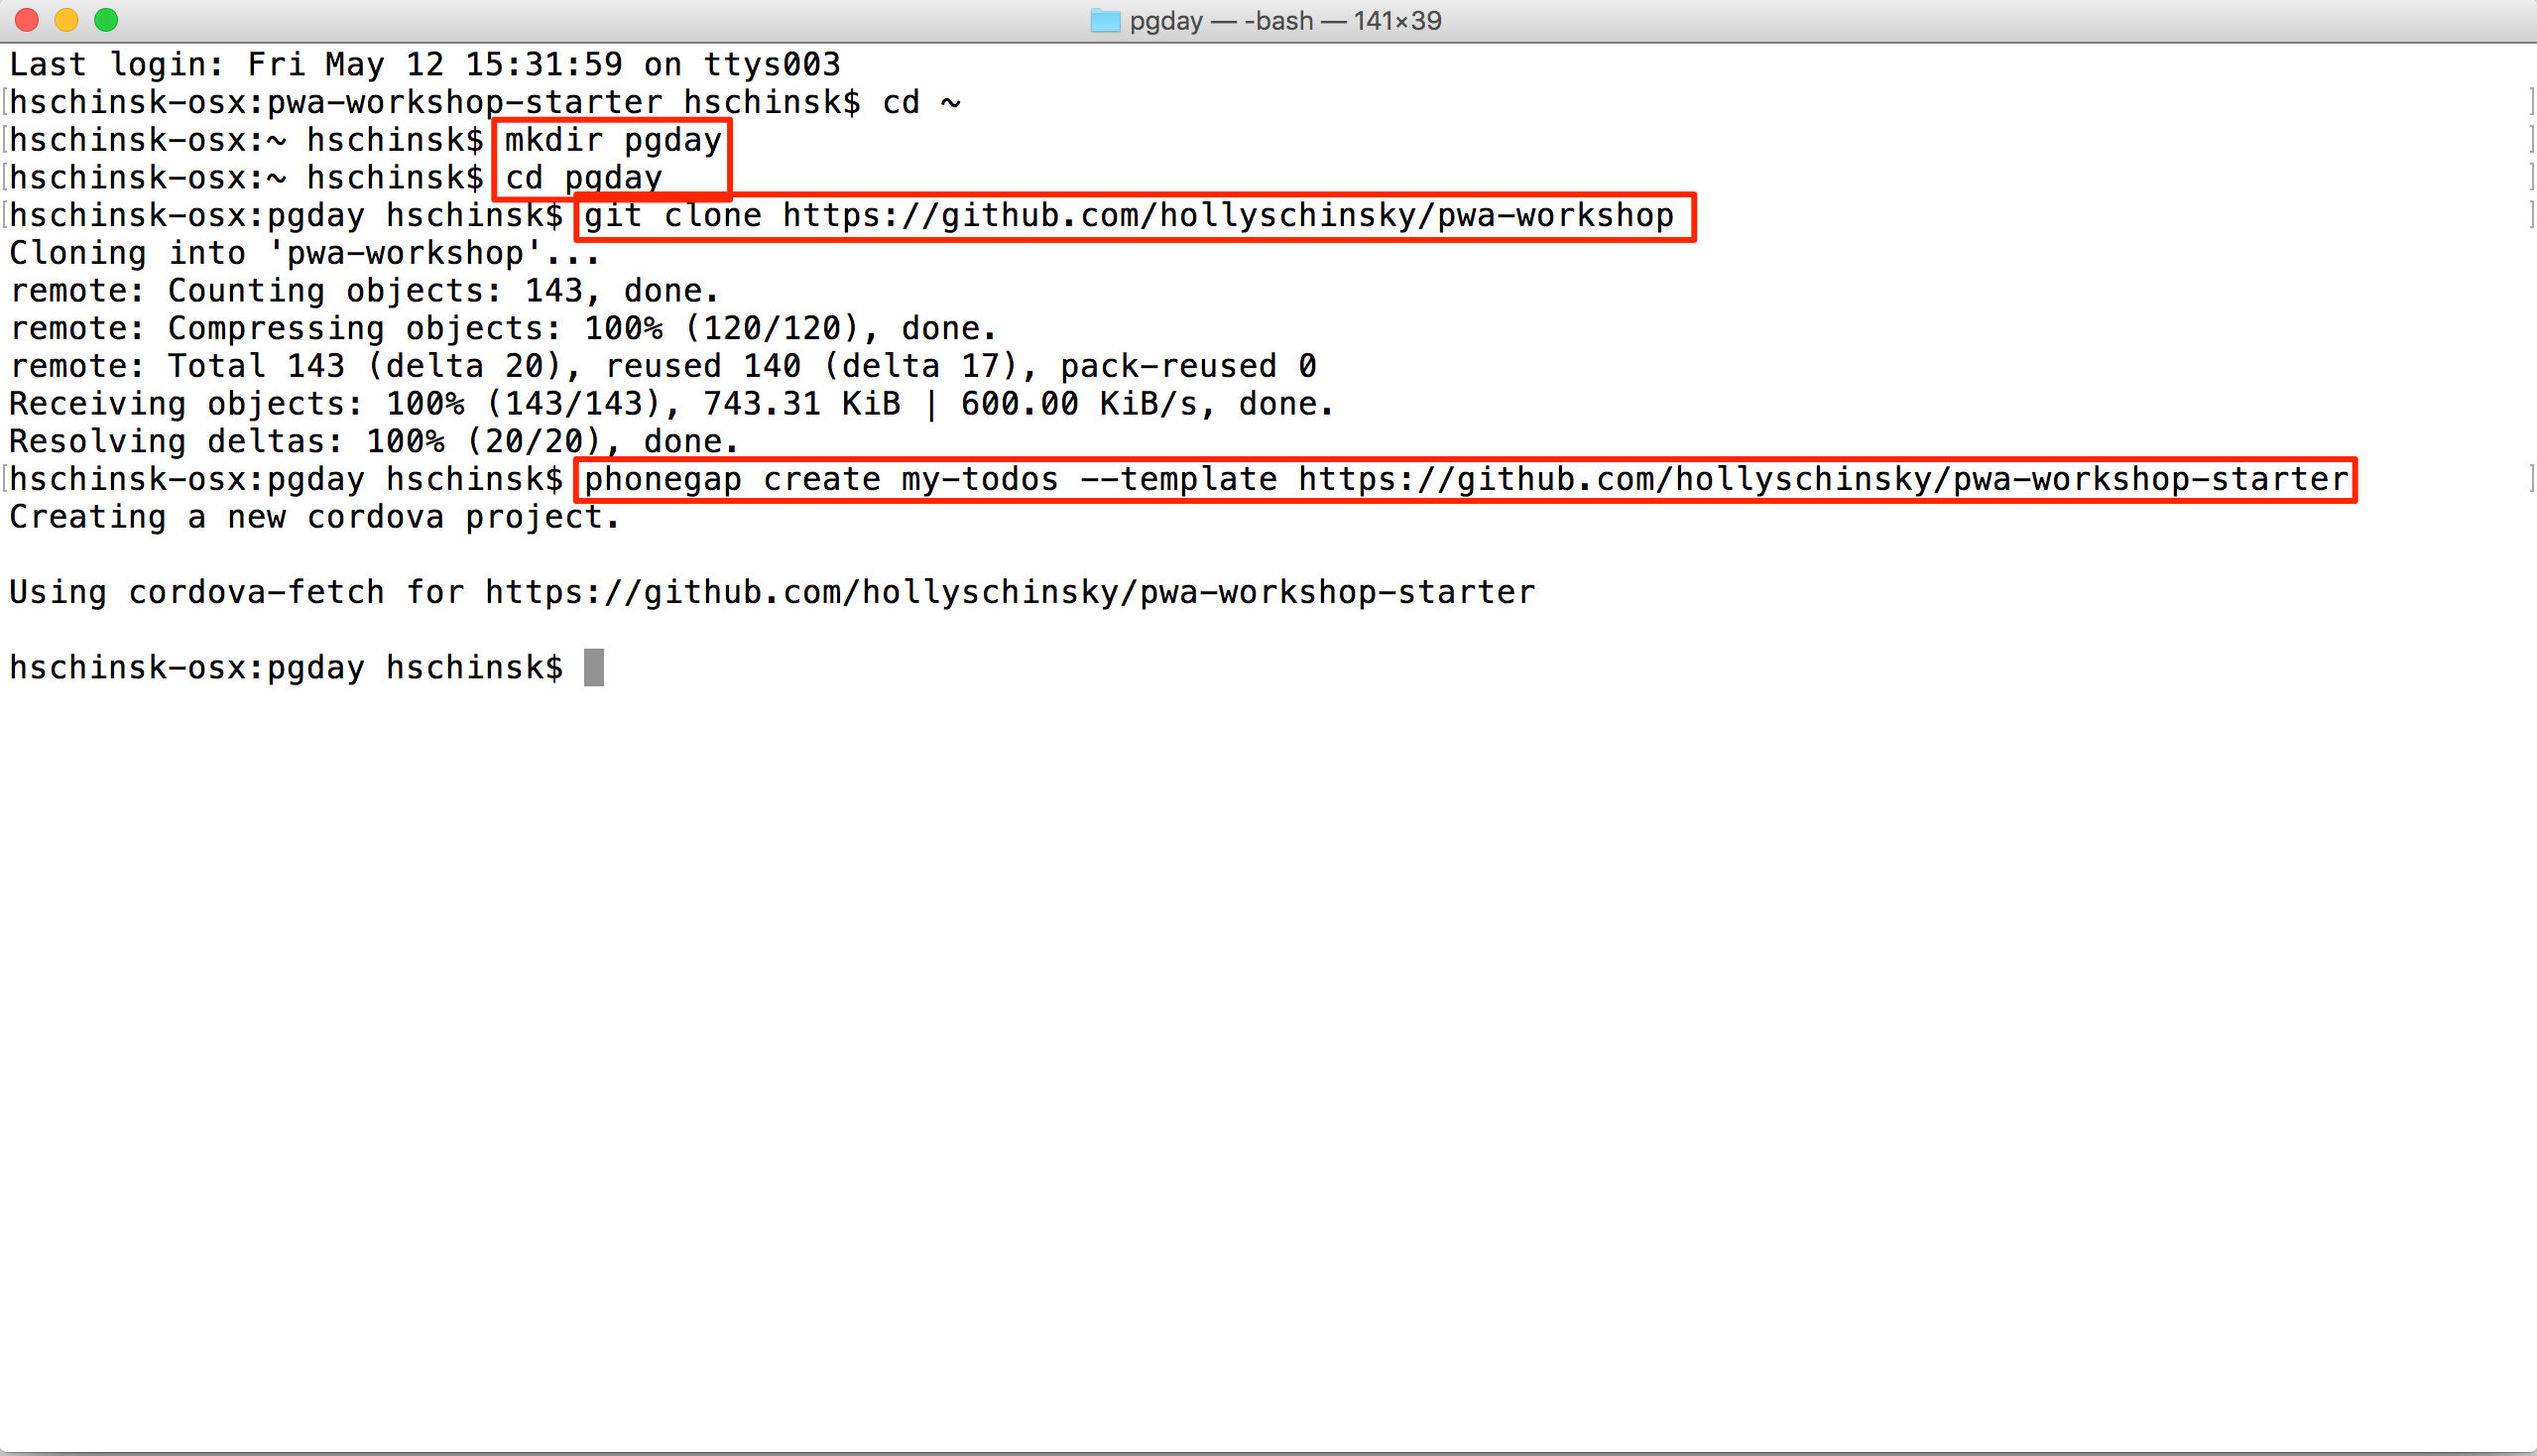 pgday — -bash — 141×39
Last login: Fri May 12 15:31:59 on ttys003
hschinsk-osx:pwa-workshop-starter hschinsk$ cd ~
hschinsk-osx:~ hschinsk$ mkdir pgday
hschinsk-osx:~ hschinsk$ cd pgday
hschinsk-osx:pgday hschinsk$ git clone https://github.com/hollyschinsky/pwa-workshop
Cloning into 'pwa-workshop'...
remote: Counting objects: 143, done.
remote: Compressing objects: 100% (120/120), done.
remote: Total 143 (delta 20), reused 140 (delta 17), pack-reused 0
Receiving objects: 100% (143/143), 743.31 KiB | 600.00 KiB/s, done.
Resolving deltas: 100% (20/20), done.
hschinsk-osx:pgday hschinsk$ phonegap create my-todos --template https://github.com/hollyschinsky/pwa-workshop-starter
Creating a new cordova project.
Using cordova-fetch for https://github.com/hollyschinsky/pwa-workshop-starter
hschinsk-osx:pgday hschinsk$